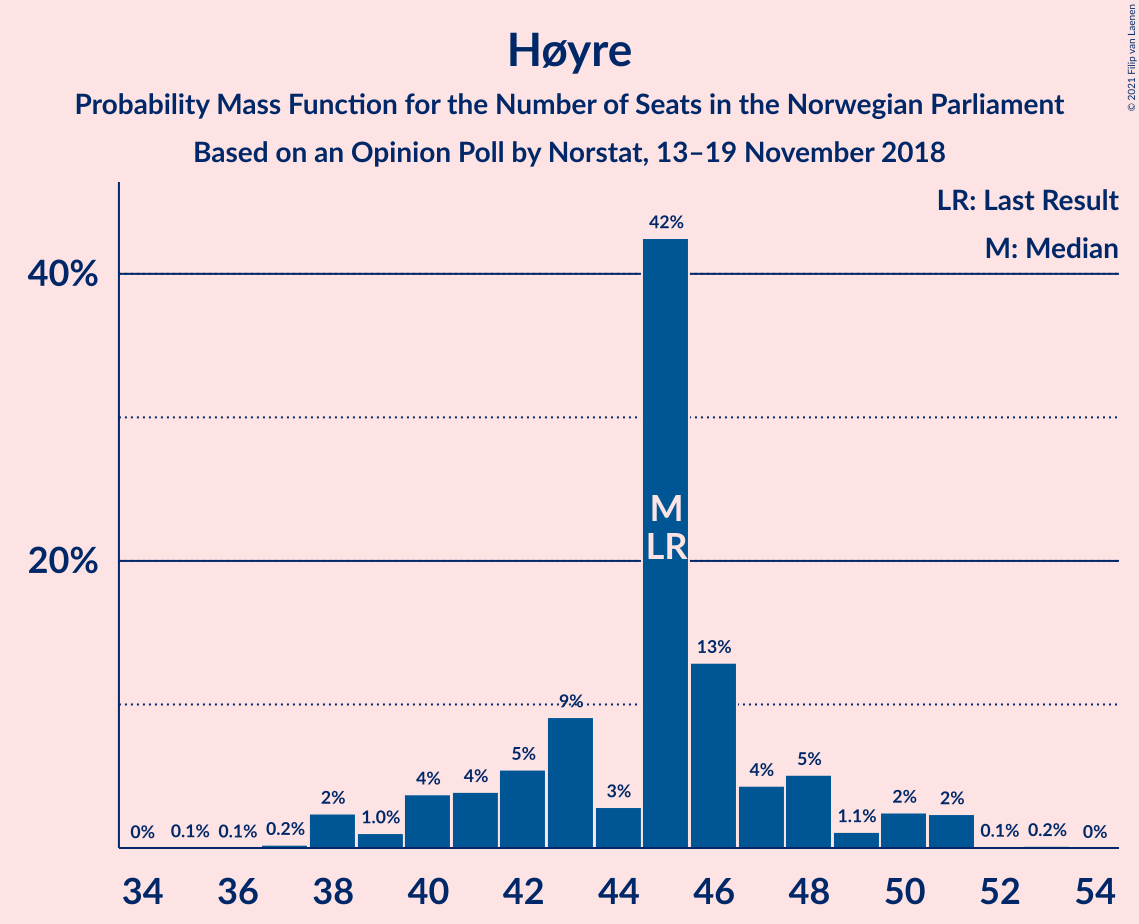 Høyre
Probability Mass Function for the Number of Seats in the Norwegian Parliament
Based on an Opinion Poll by Norstat, 13–19 November 2018
© 2021 Filip van Laenen
LR: Last Result
M: Median
40%
20%
0%
0.1%
0.1%
0.2%
2%
1.0%
4%
4%
5%
9%
3%
42%
13%
4%
5%
1.1%
2%
2%
0.1%
0.2%
0%
M
LR
34 36 38 40 42 44 46 48 50 52 54